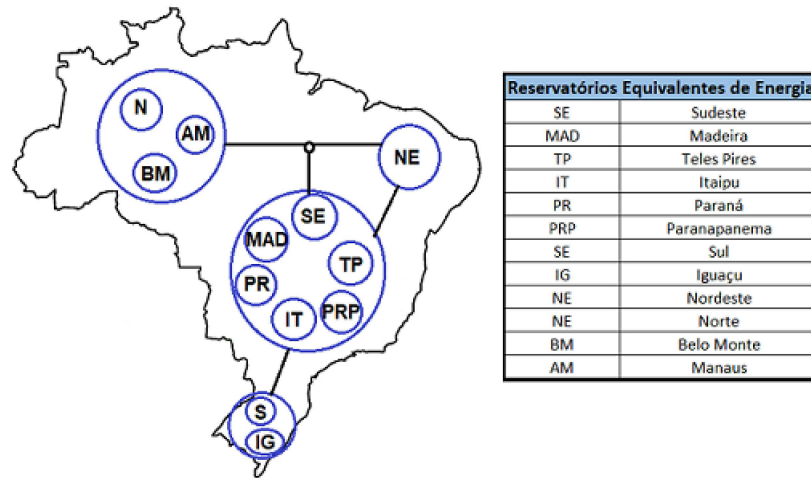 N
AM
BM
NE
SE
MAD
TP
PR
IT
PRP
S
IG
Reservatórios Equivalentes de Energia
SE Sudeste
MAD Madeira
TP Teles Pires
IT Itaipu
PR Paraná
PRP Paranapanema
SE Sul
IG Iguaçu
NE Nordeste
NE Norte
BM Belo Monte
AM Manaus